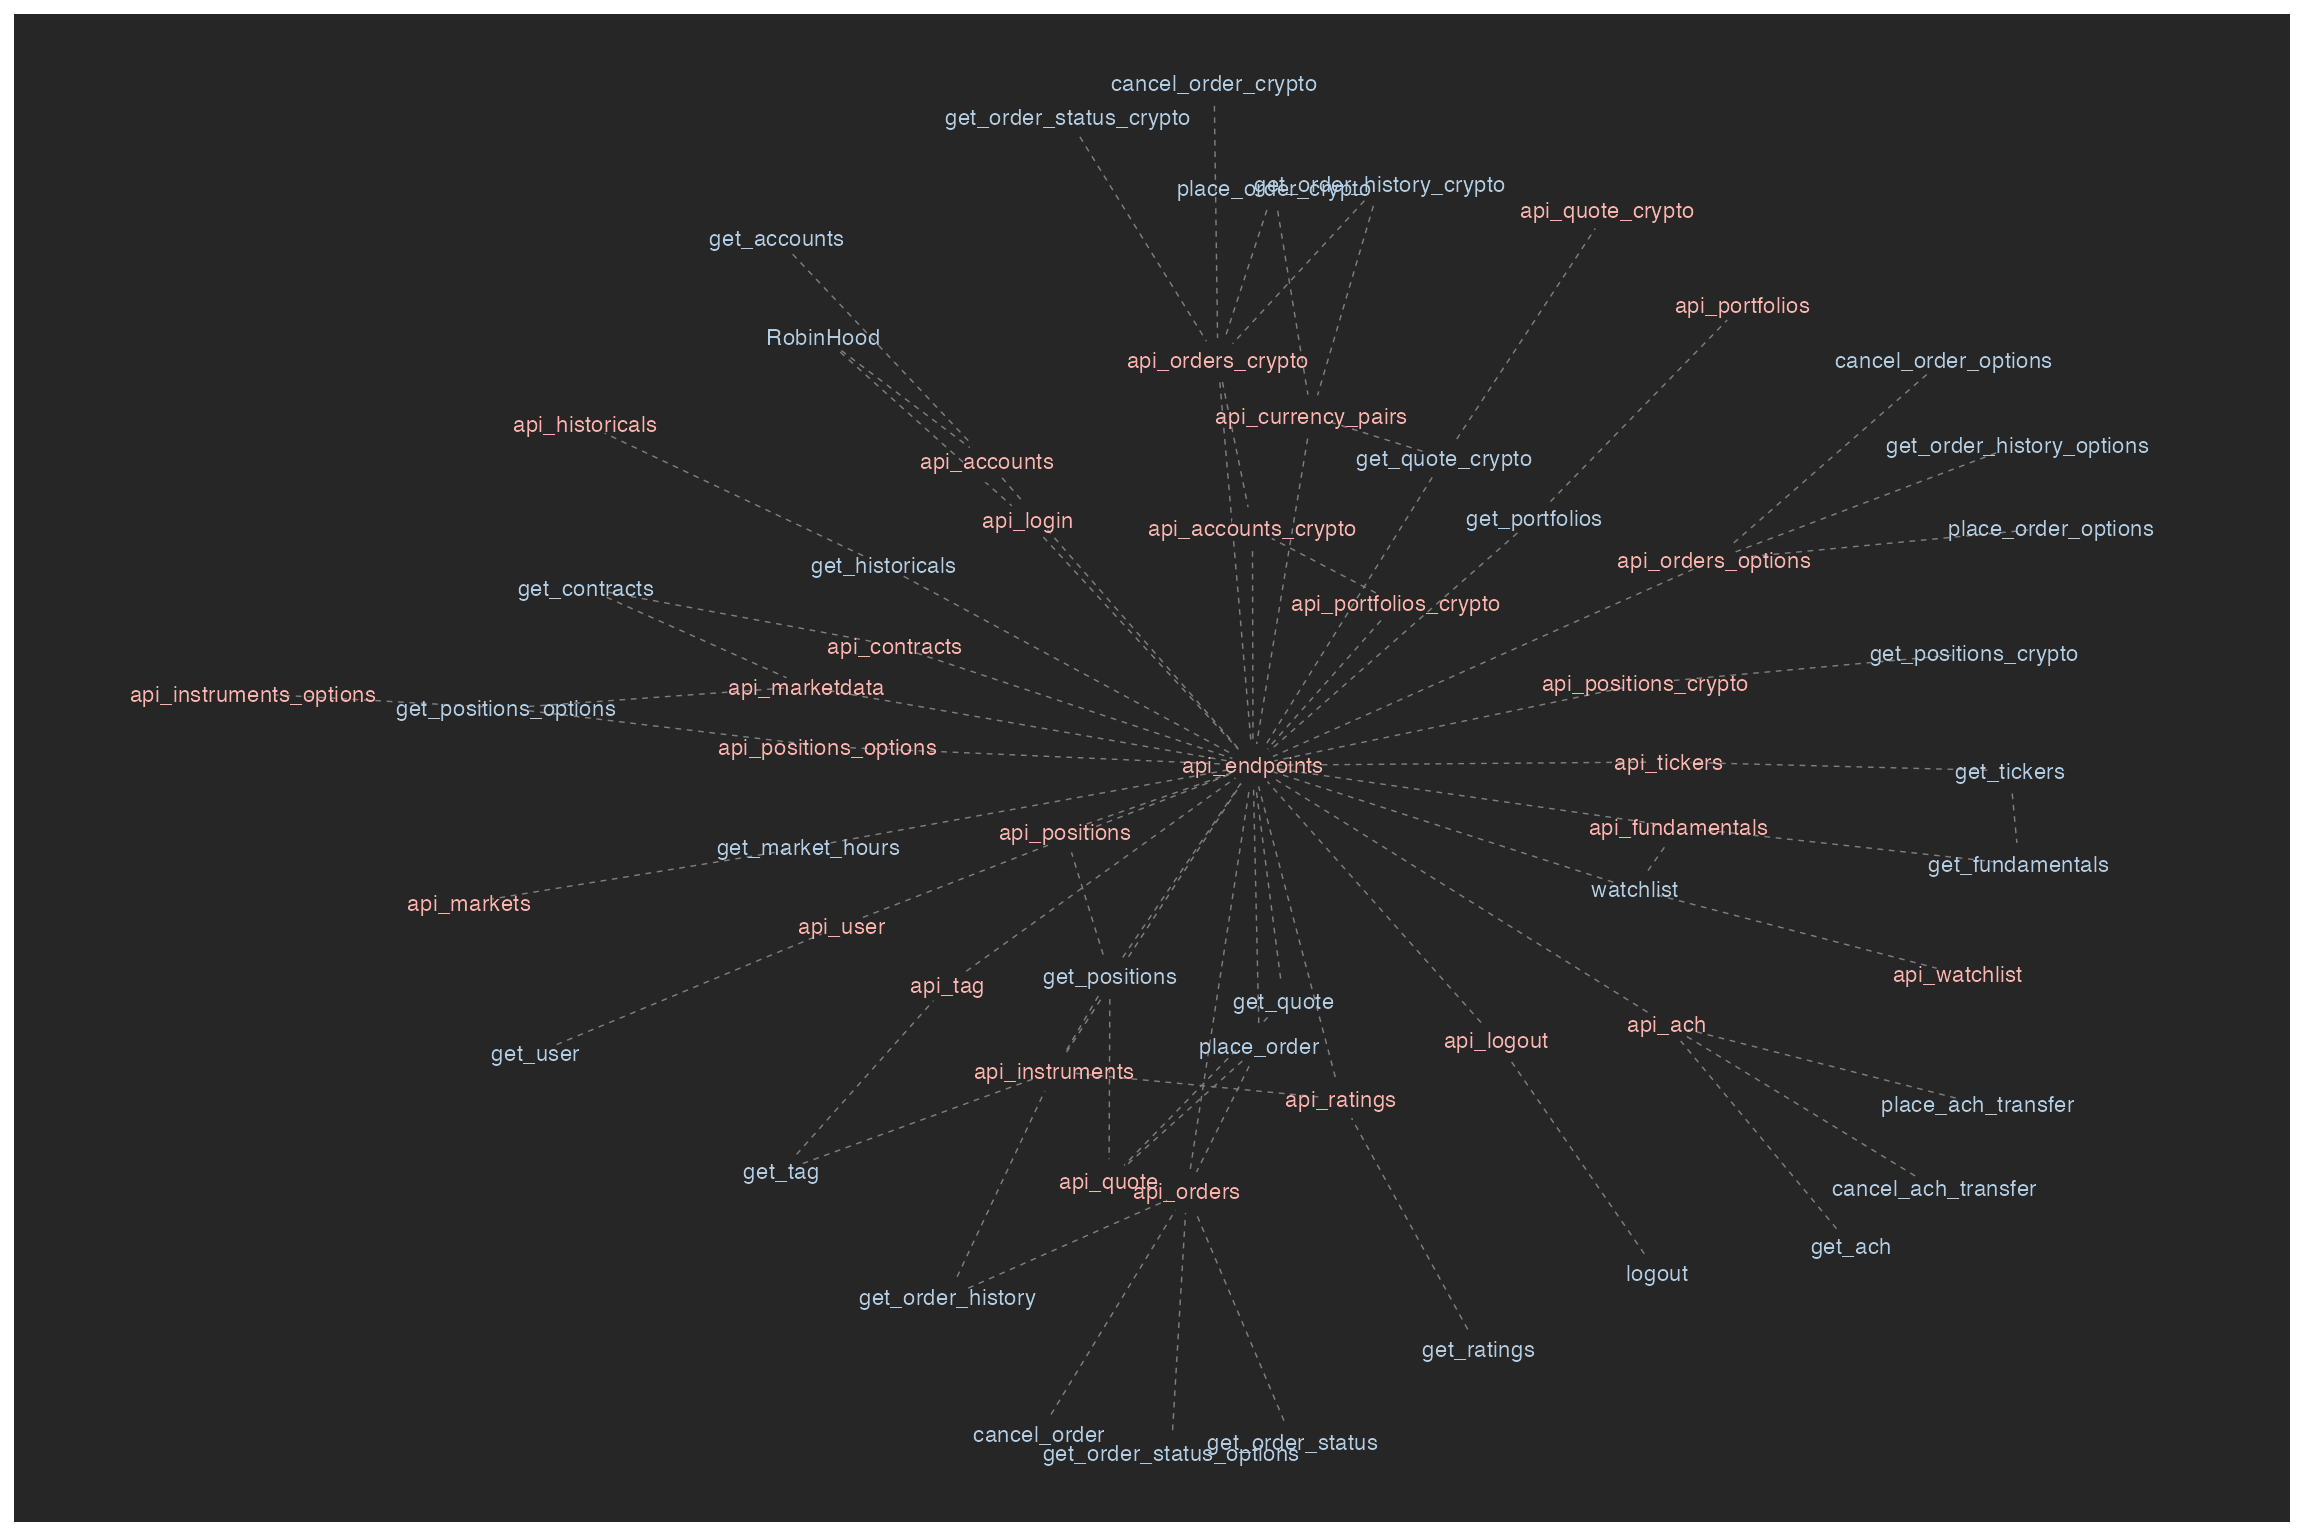 cancel_order_crypto
get_order_status_crypto
place_order_crypto
get_order_history_crypto
api_quote_crypto
get_accounts
api_portfolios
RobinHood
api_orders_crypto
cancel_order_options
api_currency_pairs
api_historicals
get_order_history_options
get_quote_crypto
api_accounts
get_portfolios
api_login
api_accounts_crypto
place_order_options
api_orders_options
get_historicals
get_contracts
api_portfolios_crypto
api_contracts
get_positions_crypto
api_positions_crypto
api_marketdata
api_instruments_options
get_positions_options
api_positions_options
api_endpoints
api_tickers
get_tickers
api_fundamentals
api_positions
get_market_hours
get_fundamentals
watchlist
api_markets
api_user
api_watchlist
get_positions
api_tag
get_quote
api_ach
api_logout
place_order
get_user
api_instruments
api_ratings
place_ach_transfer
get_tag
api_quote
api_orders
cancel_ach_transfer
get_ach
logout
get_order_history
get_ratings
cancel_order
get_order_status
get_order_status_options